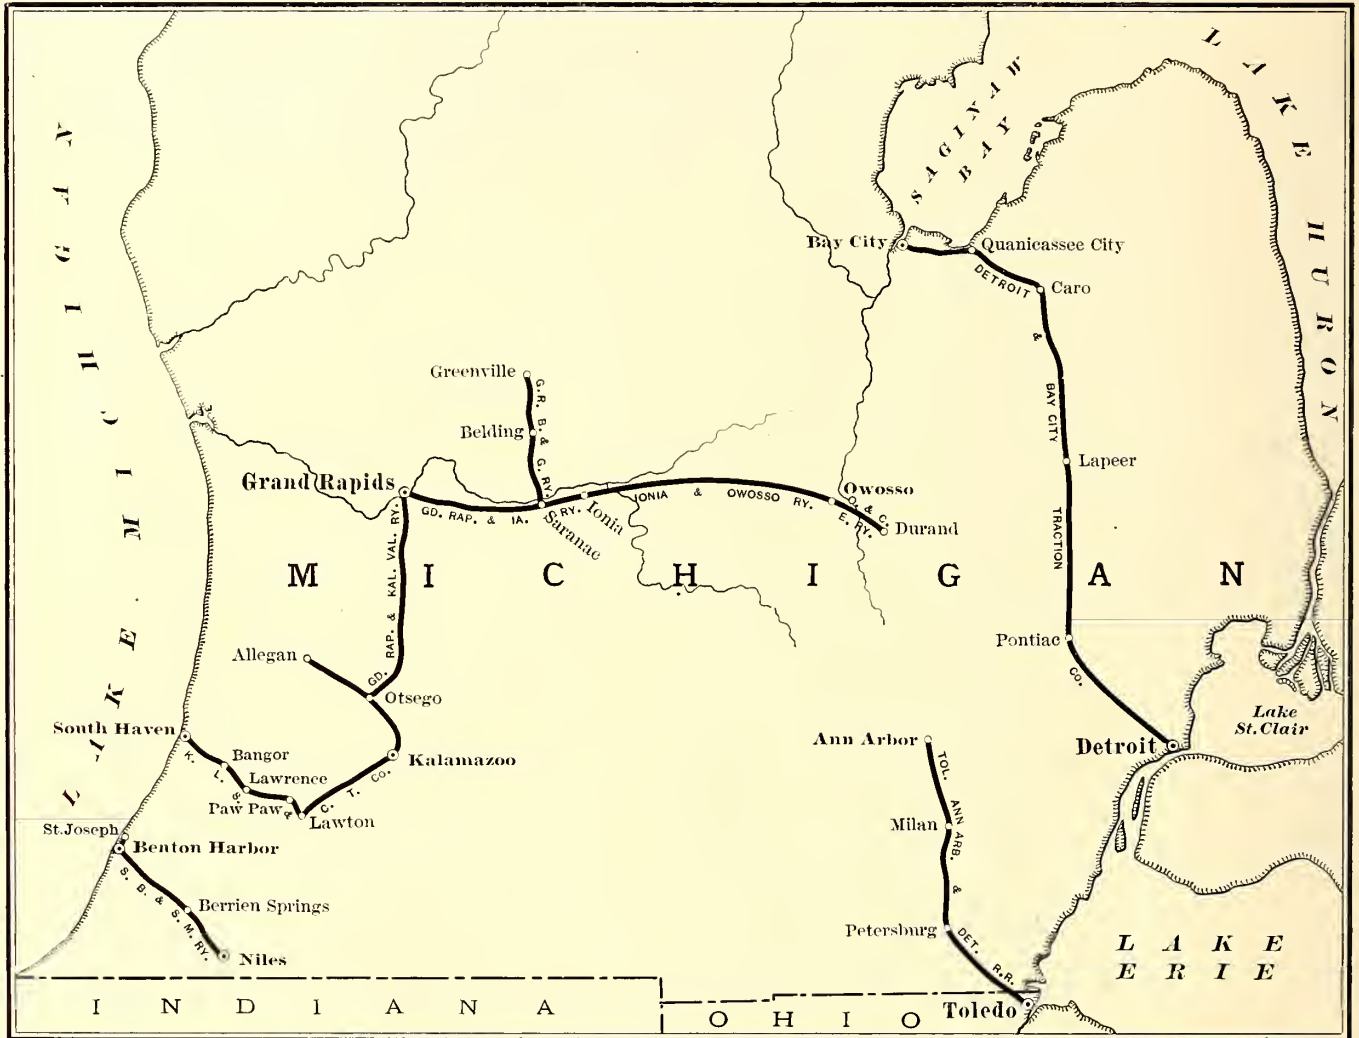 LAKE MICHIGAN
SAGINAW
BAY
LAKE HURON
Bay City
Quanicassee City
DETROIT & BAY CITY TRACTION CO.
Caro
Greenville
G.R. B. & G. RY.
Belding
Lapeer
Grand Rapids
GD. RAP. & IA. RY.
Saranac
Ionia
IONIA & OWOSSO RY.
Owosso
O. & C. E. RY.
Durand
MICHIGAN
GD. RAP. & KAL. VAL. RY.
Pontiac
Allegan
Otsego
Lake
St. Clair
South Haven
K. L. S. & C. T. Co.
Bangor
Lawrence
Paw Paw
Lawton
Kalamazoo
Ann Arbor
Detroit
TOL. ANN ARB. & DET. R.R.
Milan
St. Joseph
Benton Harbor
S. B. & S. M. RY.
Berrien Springs
Niles
Petersburg
LAKE
ERIE
INDIANA
OHIO
Toledo